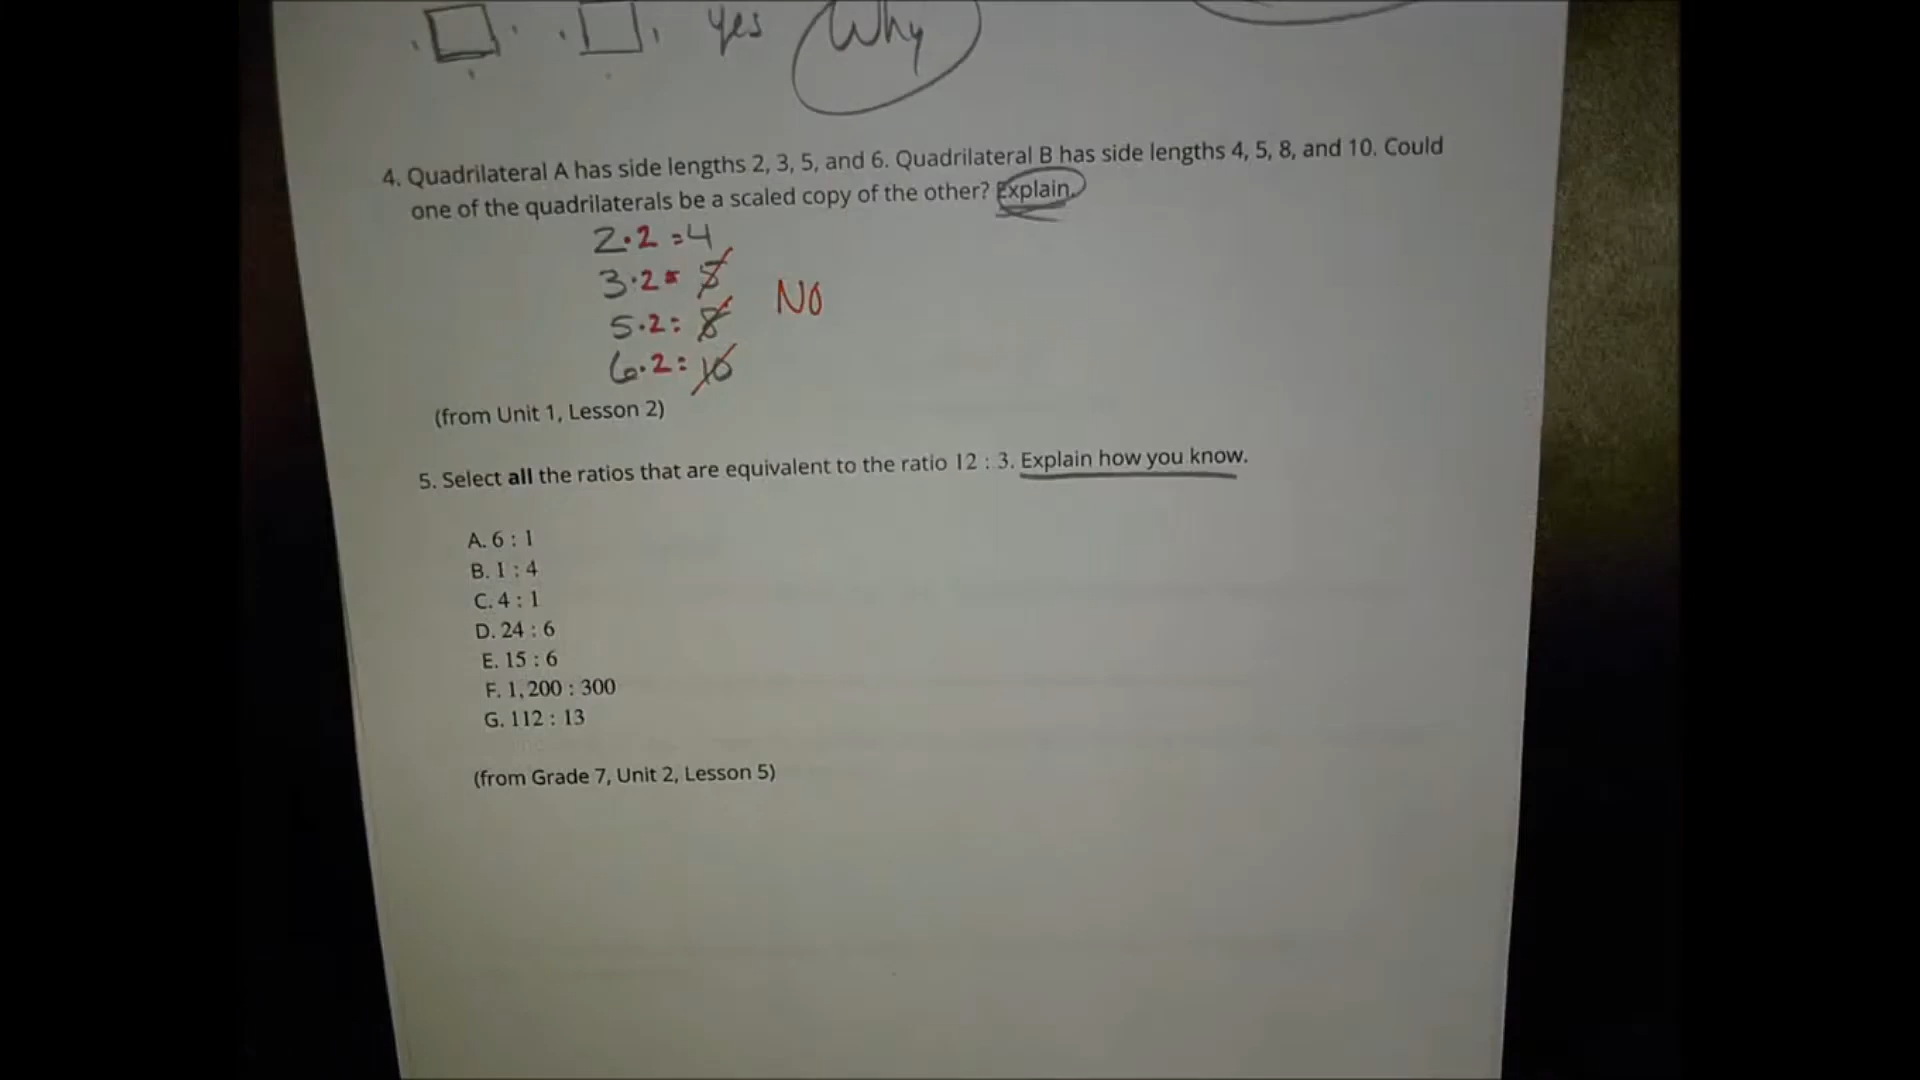 yes Why
4. Quadrilateral A has side lengths 2, 3, 5, and 6. Quadrilateral B has side lengths 4, 5, 8, and 10. Could
one of the quadrilaterals be a scaled copy of the other? Explain.
2·2=4
3·2=5
NO
5·2=8
6·2=10
(from Unit 1, Lesson 2)
5. Select all the ratios that are equivalent to the ratio 12 : 3. Explain how you know.
A. 6 : 1
B. 1 : 4
C. 4 : 1
D. 24 : 6
E. 15 : 6
F. 1,200 : 300
G. 112 : 13
(from Grade 7, Unit 2, Lesson 5)